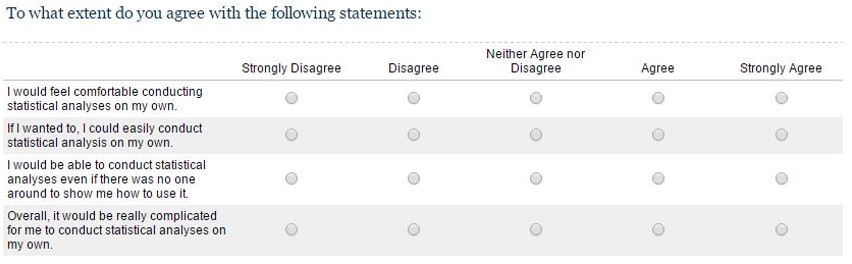 To what extent do you agree with the following statements:
Strongly Disagree Disagree Neither Agree nor Disagree Agree Strongly Agree
I would feel comfortable conducting
statistical analyses on my own.
If I wanted to, I could easily conduct
statistical analysis on my own.
I would be able to conduct statistical
analyses even if there was no one
around to show me how to use it.
Overall, it would be really complicated
for me to conduct statistical analyses on
my own.